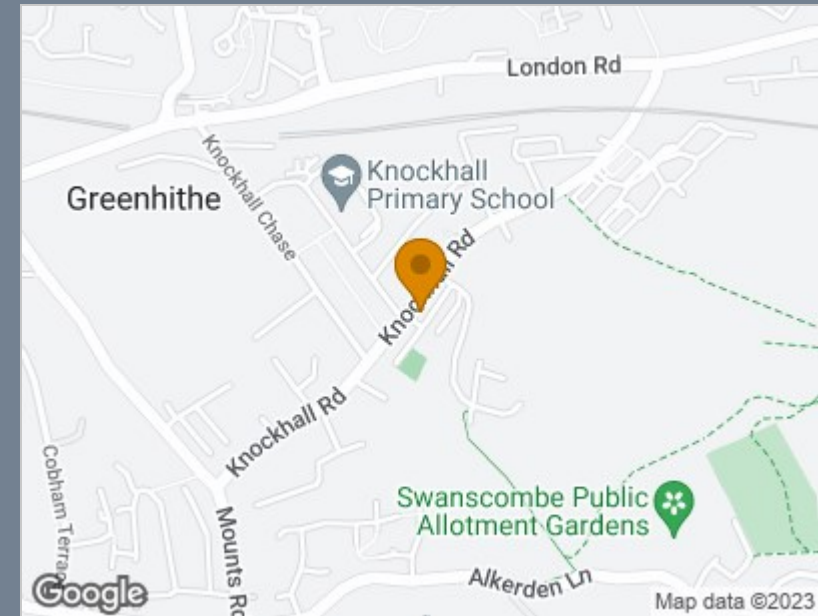 London Rd
Knockhall Chase
Knockhall
Primary School
Greenhithe
Knockhall Rd
Knockhall Rd
Cobham Terrace
Mounts Rd
Swanscombe Public
Allotment Gardens
Alkerden Ln
Google
Map data ©2023